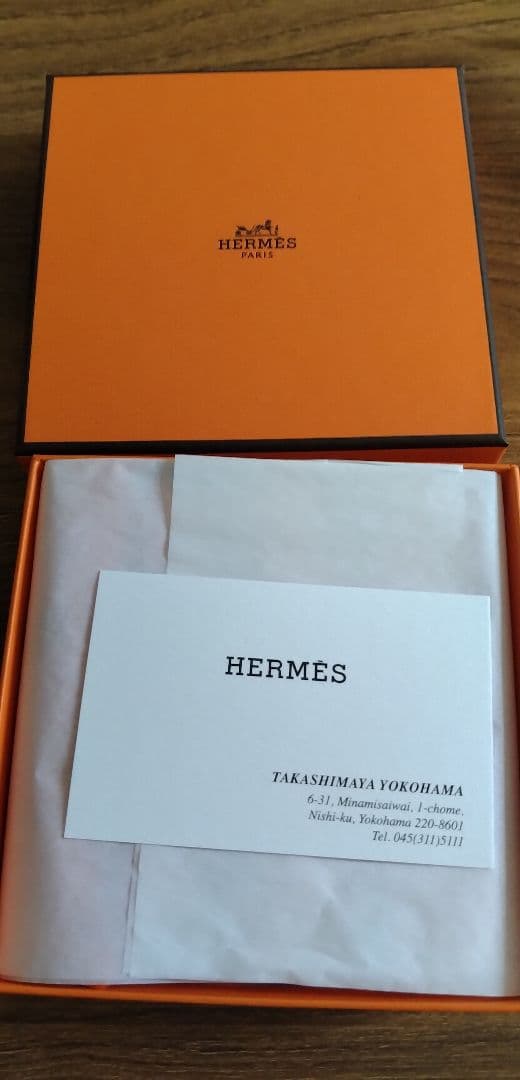 HERMÈS
PARIS
HERMÈS
TAKASHIMAYA YOKOHAMA
6-31, Minamisaiwai, 1-chome,
Nishi-ku, Yokohama 220-8601
Tel. 045(311)5111